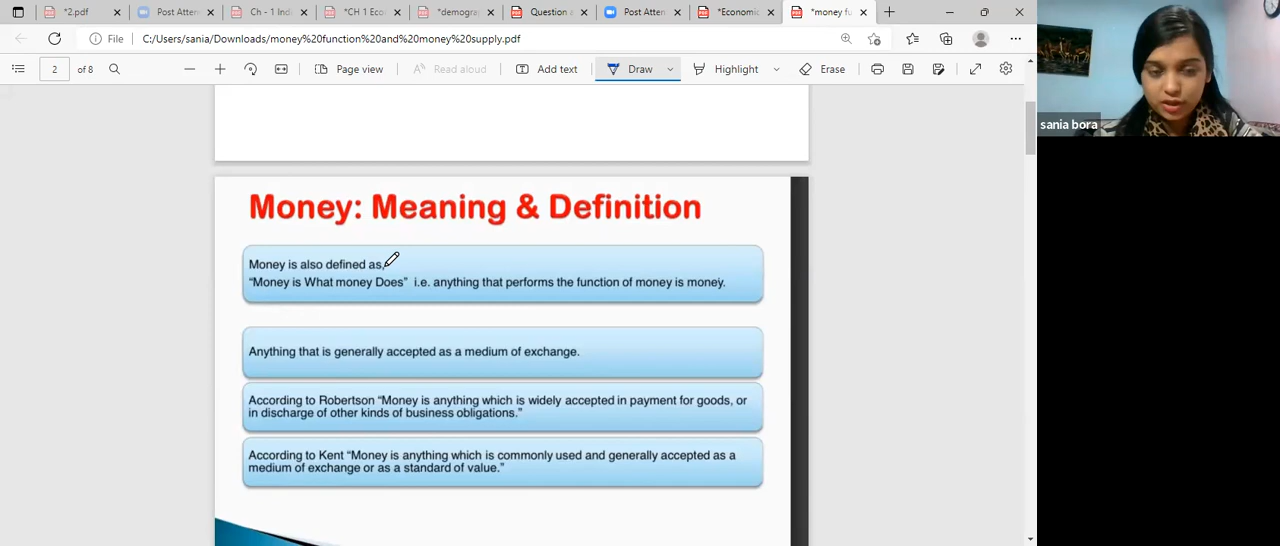 *2.pdf
Post Atten
Ch - 1 Ind
*CH 1 Eco
*demogra
Question a
Post Atten
*Economic
*money fu
File
C:/Users/sania/Downloads/money%20function%20and%20money%20supply.pdf
2
of 8
Page view
Read aloud
Add text
Draw
Highlight
Erase
sania bora
Money: Meaning & Definition
Money is also defined as,
“Money is What money Does” i.e. anything that performs the function of money is money.
Anything that is generally accepted as a medium of exchange.
According to Robertson “Money is anything which is widely accepted in payment for goods, or
in discharge of other kinds of business obligations.”
According to Kent “Money is anything which is commonly used and generally accepted as a
medium of exchange or as a standard of value.”